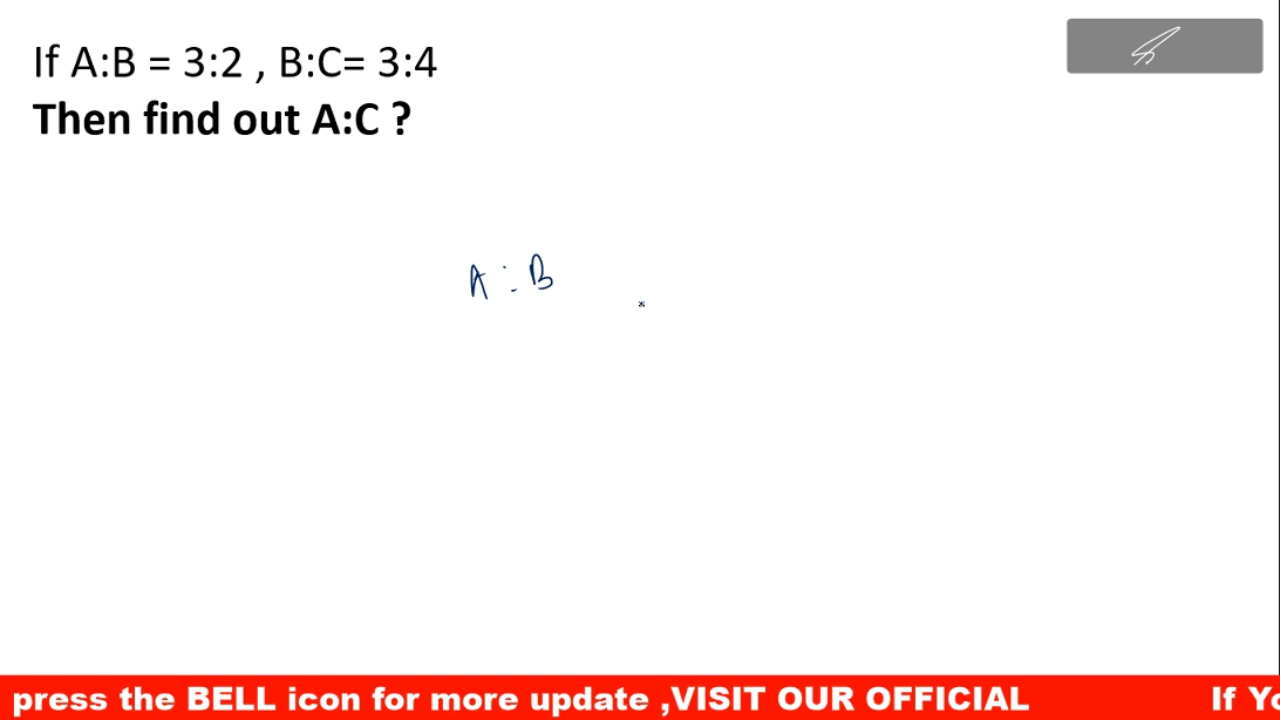 If A:B = 3:2 , B:C= 3:4
Then find out A:C ?
A : B
press the BELL icon for more update ,VISIT OUR OFFICIAL If